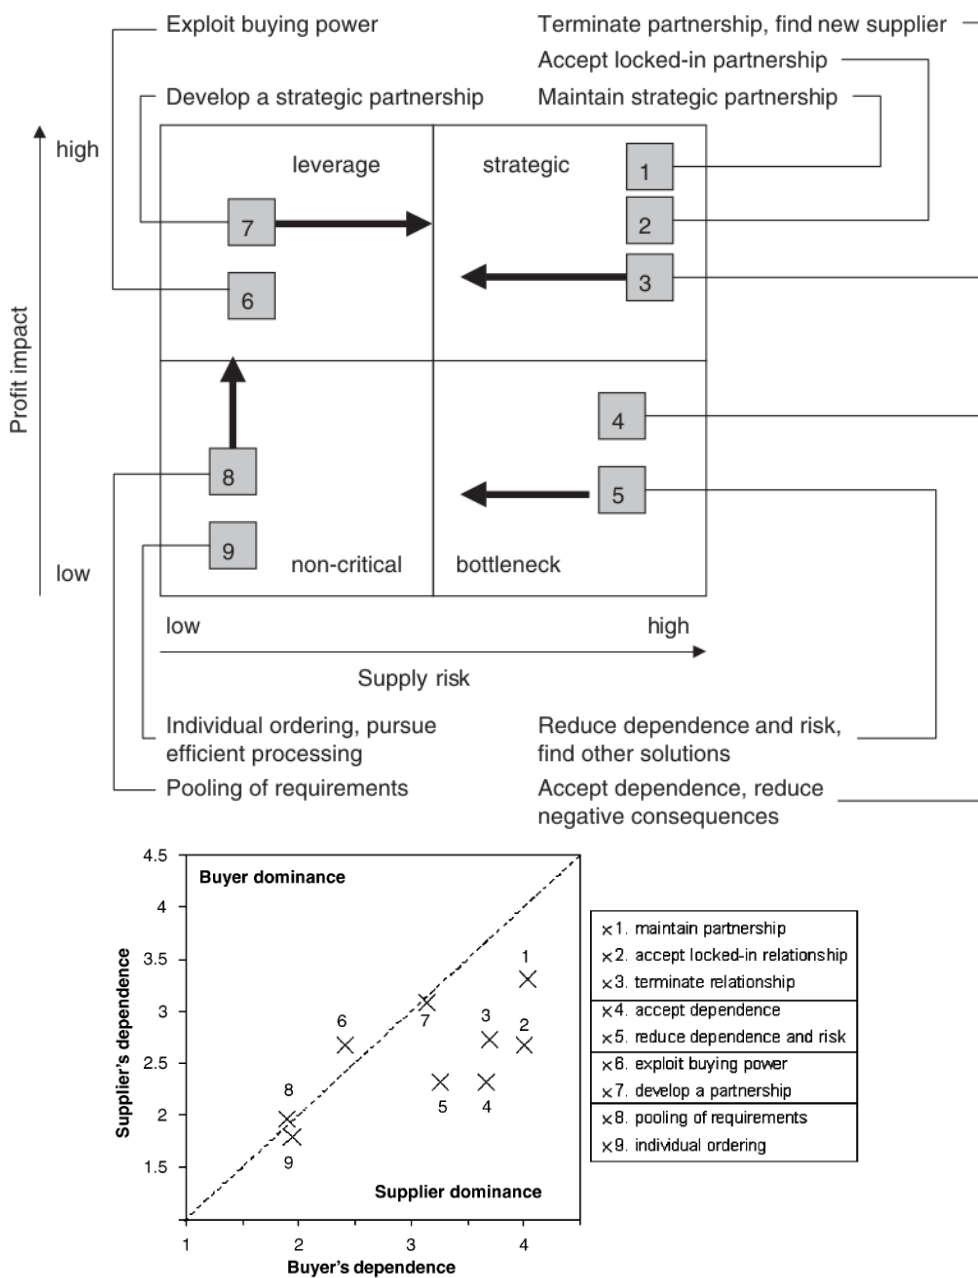 Exploit buying power
Terminate partnership, find new supplier
Accept locked-in partnership
Develop a strategic partnership
Maintain strategic partnership
high
leverage
strategic
1
7
2
3
6
Profit impact
4
8
5
9
low
non-critical
bottleneck
low
high
Supply risk
Individual ordering, pursue
efficient processing
Reduce dependence and risk,
find other solutions
Pooling of requirements
Accept dependence, reduce
negative consequences
4.5
Buyer dominance
4
3.5
3
2.5
2
1.5
Supplier's dependence
1
6
7
3
2
5
4
8
9
Supplier dominance
1
2
3
4
Buyer's dependence
×1. maintain partnership
×2. accept locked-in relationship
×3. terminate relationship
×4. accept dependence
×5. reduce dependence and risk
×6. exploit buying power
×7. develop a partnership
×8. pooling of requirements
×9. individual ordering